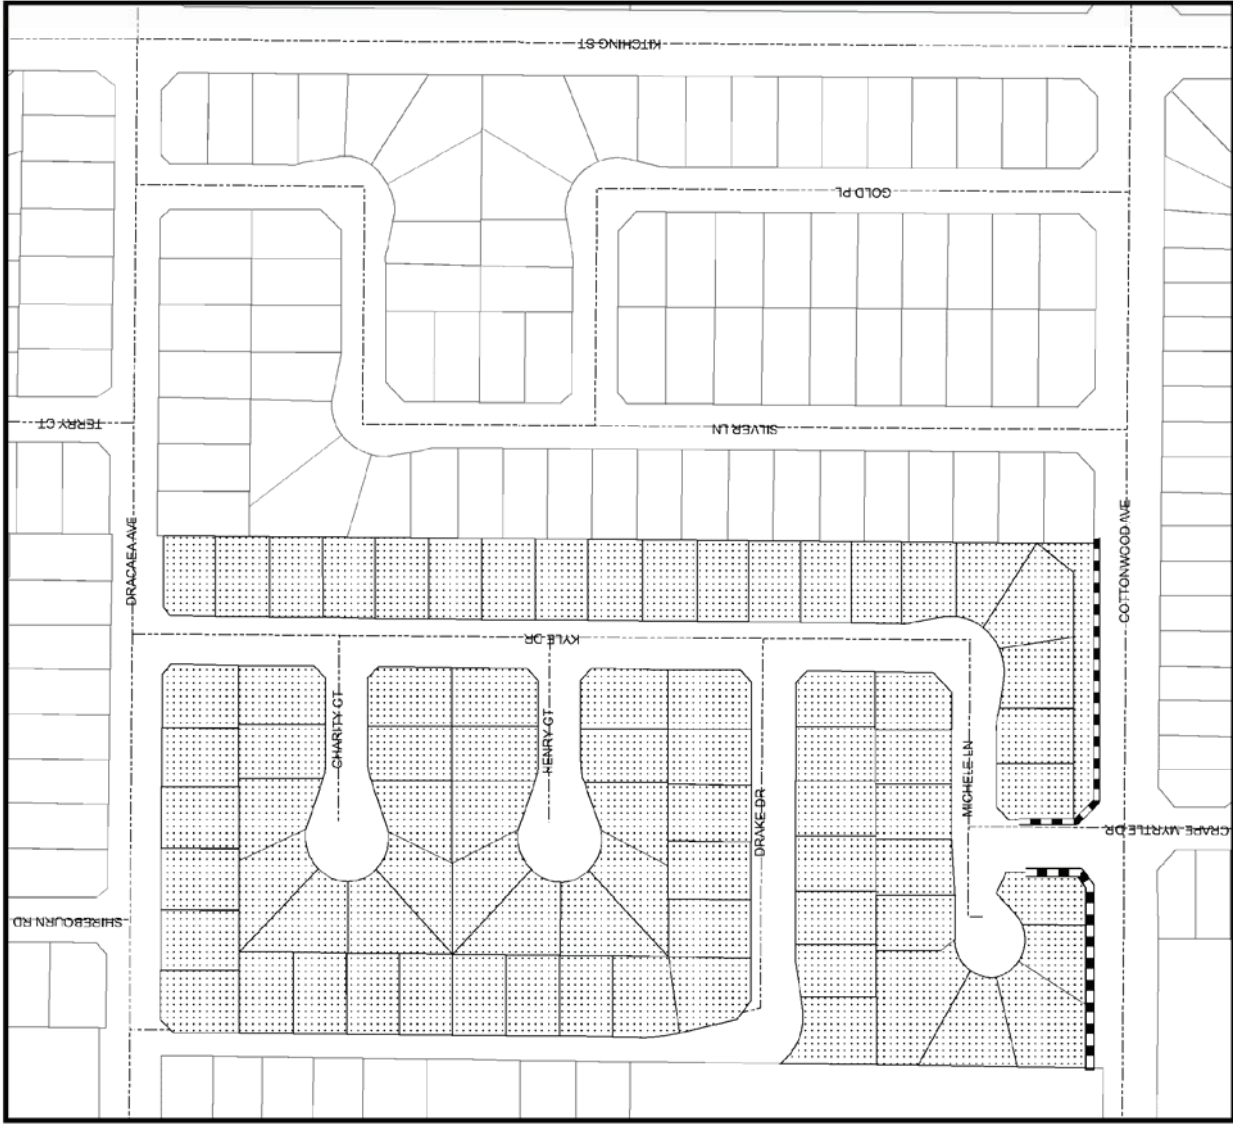 KITCHING ST
GOLD PL
TERRY CT
SILVER LN
DRACAEA AVE
COTTONWOOD AVE
KYLE DR
CHARITY CT
HENRY CT
MICHELE LN
DRAKE DR
GRAPE MYRTLE DR
SHIREBOURN RD